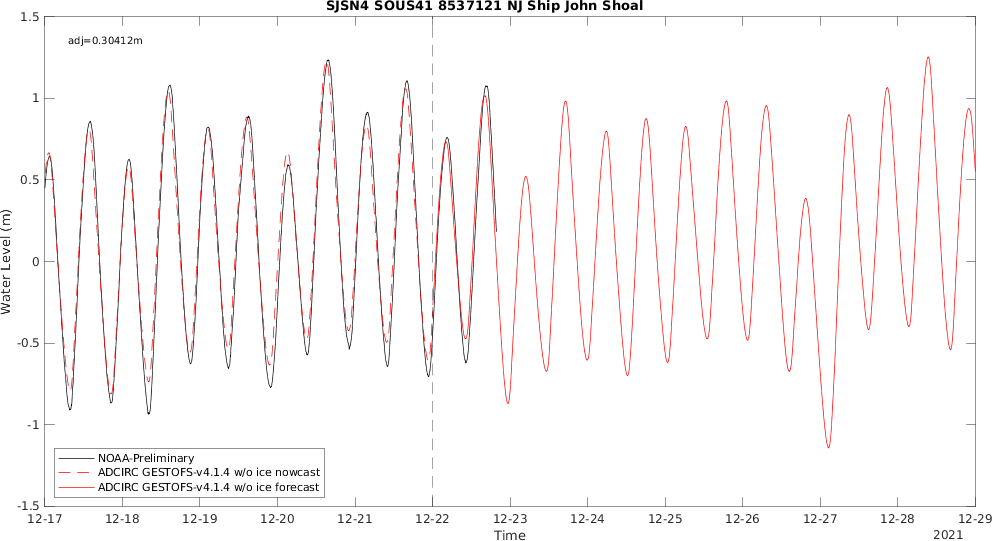 SJSN4 SOUS41 8537121 NJ Ship John Shoal
adj=0.30412m
1.5
1
0.5
0
-0.5
-1
-1.5
Water Level (m)
NOAA-Preliminary
ADCIRC GESTOFS-v4.1.4 w/o ice nowcast
ADCIRC GESTOFS-v4.1.4 w/o ice forecast
12-17 12-18 12-19 12-20 12-21 12-22 12-23 12-24 12-25 12-26 12-27 12-28 12-29
Time
2021